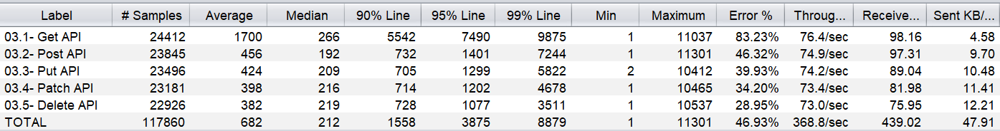 Label # Samples Average Median 90% Line 95% Line 99% Line Min Maximum Error % Throug... Receive... Sent KB/...
03.1- Get API 24412 1700 266 5542 7490 9875 1 11037 83.23% 76.4/sec 98.16 4.58
03.2- Post API 23845 456 192 732 1401 7244 1 11301 46.32% 74.9/sec 97.31 9.70
03.3- Put API 23496 424 209 705 1299 5822 2 10412 39.93% 74.2/sec 89.04 10.48
03.4- Patch API 23181 398 216 714 1202 4678 1 10465 34.20% 73.4/sec 81.98 11.41
03.5- Delete API 22926 382 219 728 1077 3511 1 10537 28.95% 73.0/sec 75.95 12.21
TOTAL 117860 682 212 1558 3875 8879 1 11301 46.93% 368.8/sec 439.02 47.91